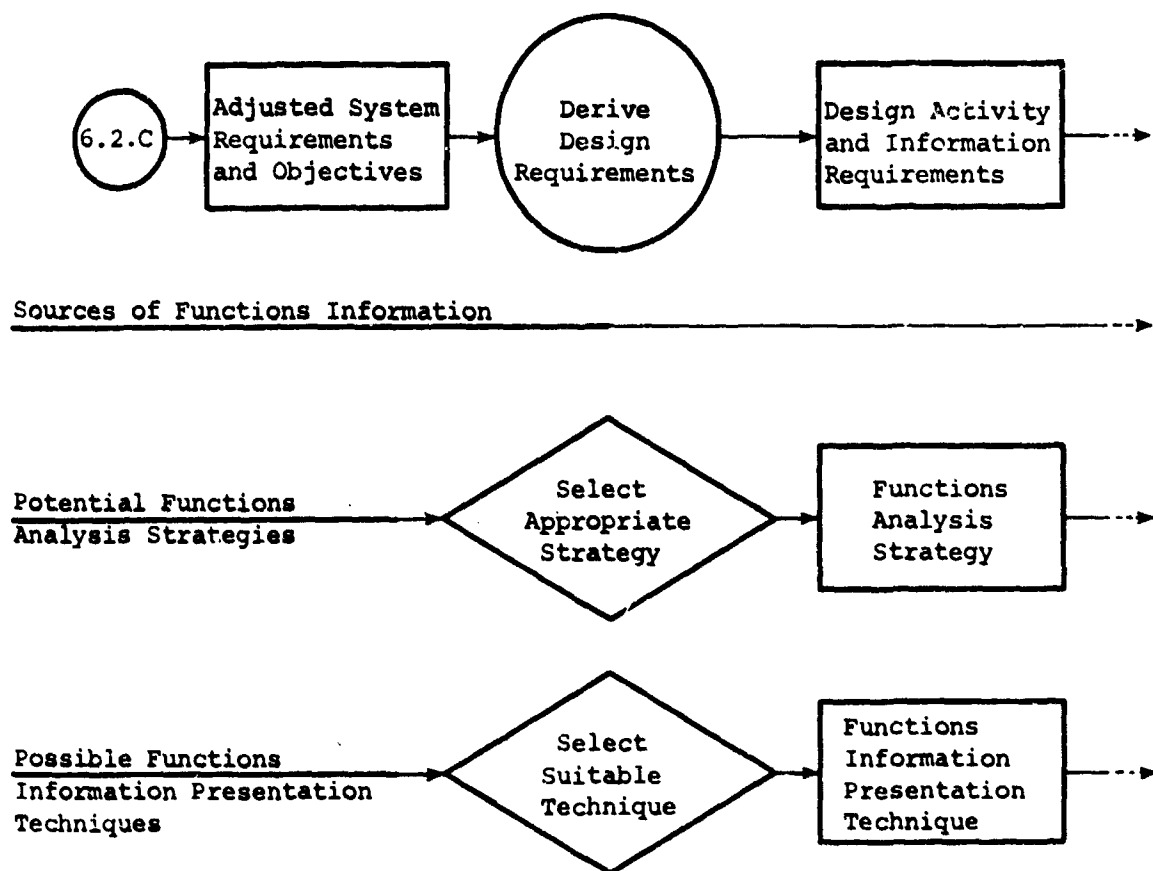 6.2.C
Adjusted System
Requirements
and Objectives
Derive
Design
Requirements
Design Activity
and Information
Requirements
Sources of Functions Information
Potential Functions
Analysis Strategies
Select
Appropriate
Strategy
Functions
Analysis
Strategy
Possible Functions
Information Presentation
Techniques
Select
Suitable
Technique
Functions
Information
Presentation
Technique